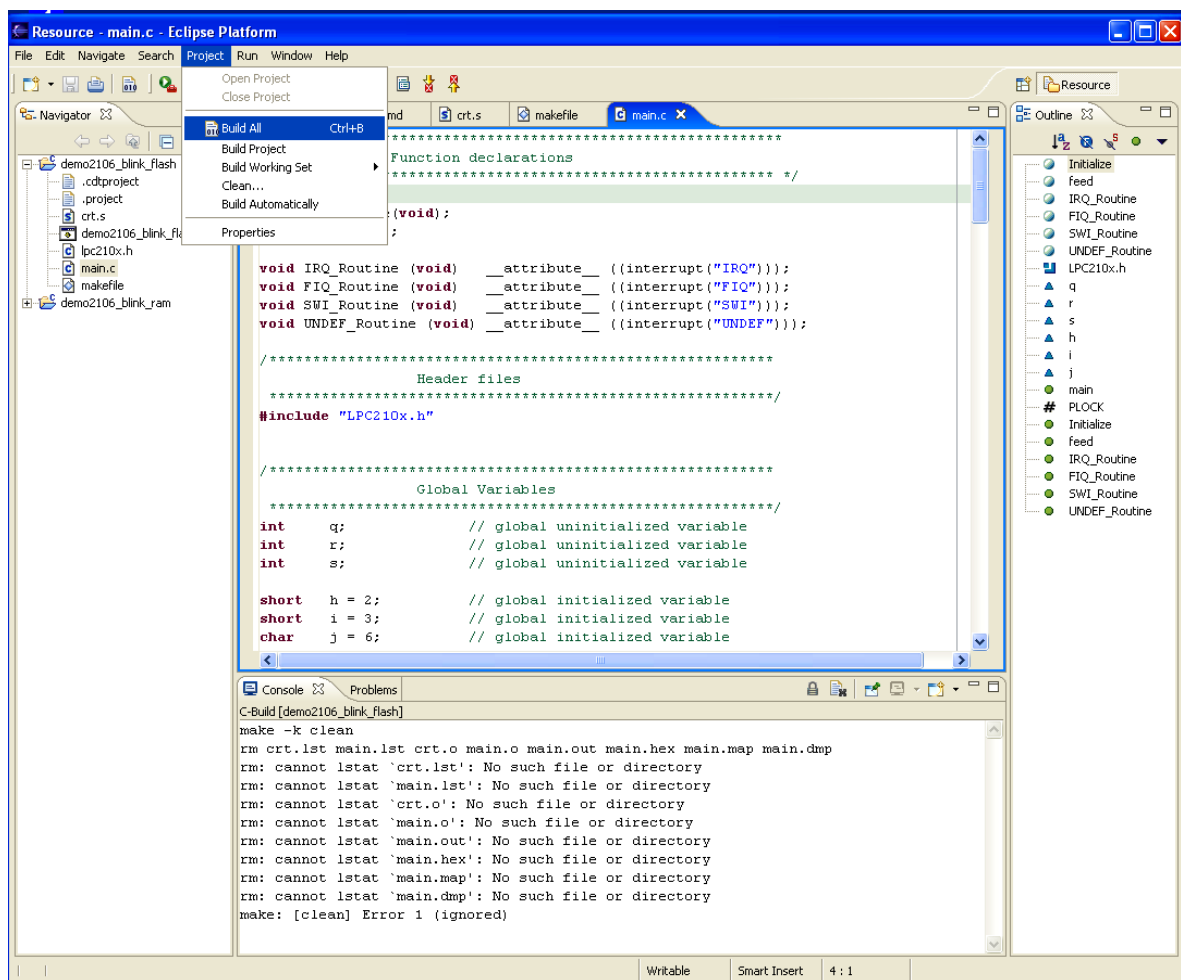 Resource - main.c - Eclipse Platform
File Edit Navigate Search Project Run Window Help
Resource
Open Project
Close Project
Build All Ctrl+B
Build Project
Build Working Set
Clean...
Build Automatically
Properties
Navigator
demo2106_blink_flash
.cdtproject
.project
crt.s
demo2106_blink_fla
lpc210x.h
main.c
makefile
demo2106_blink_ram
md crt.s makefile main.c
***********************************************
Function declarations
*********************************************** */
(void);
;
void IRQ_Routine (void) __attribute__ ((interrupt("IRQ")));
void FIQ_Routine (void) __attribute__ ((interrupt("FIQ")));
void SWI_Routine (void) __attribute__ ((interrupt("SWI")));
void UNDEF_Routine (void) __attribute__ ((interrupt("UNDEF")));
/**********************************************************
Header files
**********************************************************/
#include "LPC210x.h"
/**********************************************************
Global Variables
**********************************************************/
int q; // global uninitialized variable
int r; // global uninitialized variable
int s; // global uninitialized variable
short h = 2; // global initialized variable
short i = 3; // global initialized variable
char j = 6; // global initialized variable
Outline
Initialize
feed
IRQ_Routine
FIQ_Routine
SWI_Routine
UNDEF_Routine
LPC210x.h
q
r
s
h
i
j
main
# PLOCK
Initialize
feed
IRQ_Routine
FIQ_Routine
SWI_Routine
UNDEF_Routine
Console Problems
C-Build [demo2106_blink_flash]
make -k clean
rm crt.lst main.lst crt.o main.o main.out main.hex main.map main.dmp
rm: cannot lstat `crt.lst': No such file or directory
rm: cannot lstat `main.lst': No such file or directory
rm: cannot lstat `crt.o': No such file or directory
rm: cannot lstat `main.o': No such file or directory
rm: cannot lstat `main.out': No such file or directory
rm: cannot lstat `main.hex': No such file or directory
rm: cannot lstat `main.map': No such file or directory
rm: cannot lstat `main.dmp': No such file or directory
make: [clean] Error 1 (ignored)
Writable Smart Insert 4 : 1